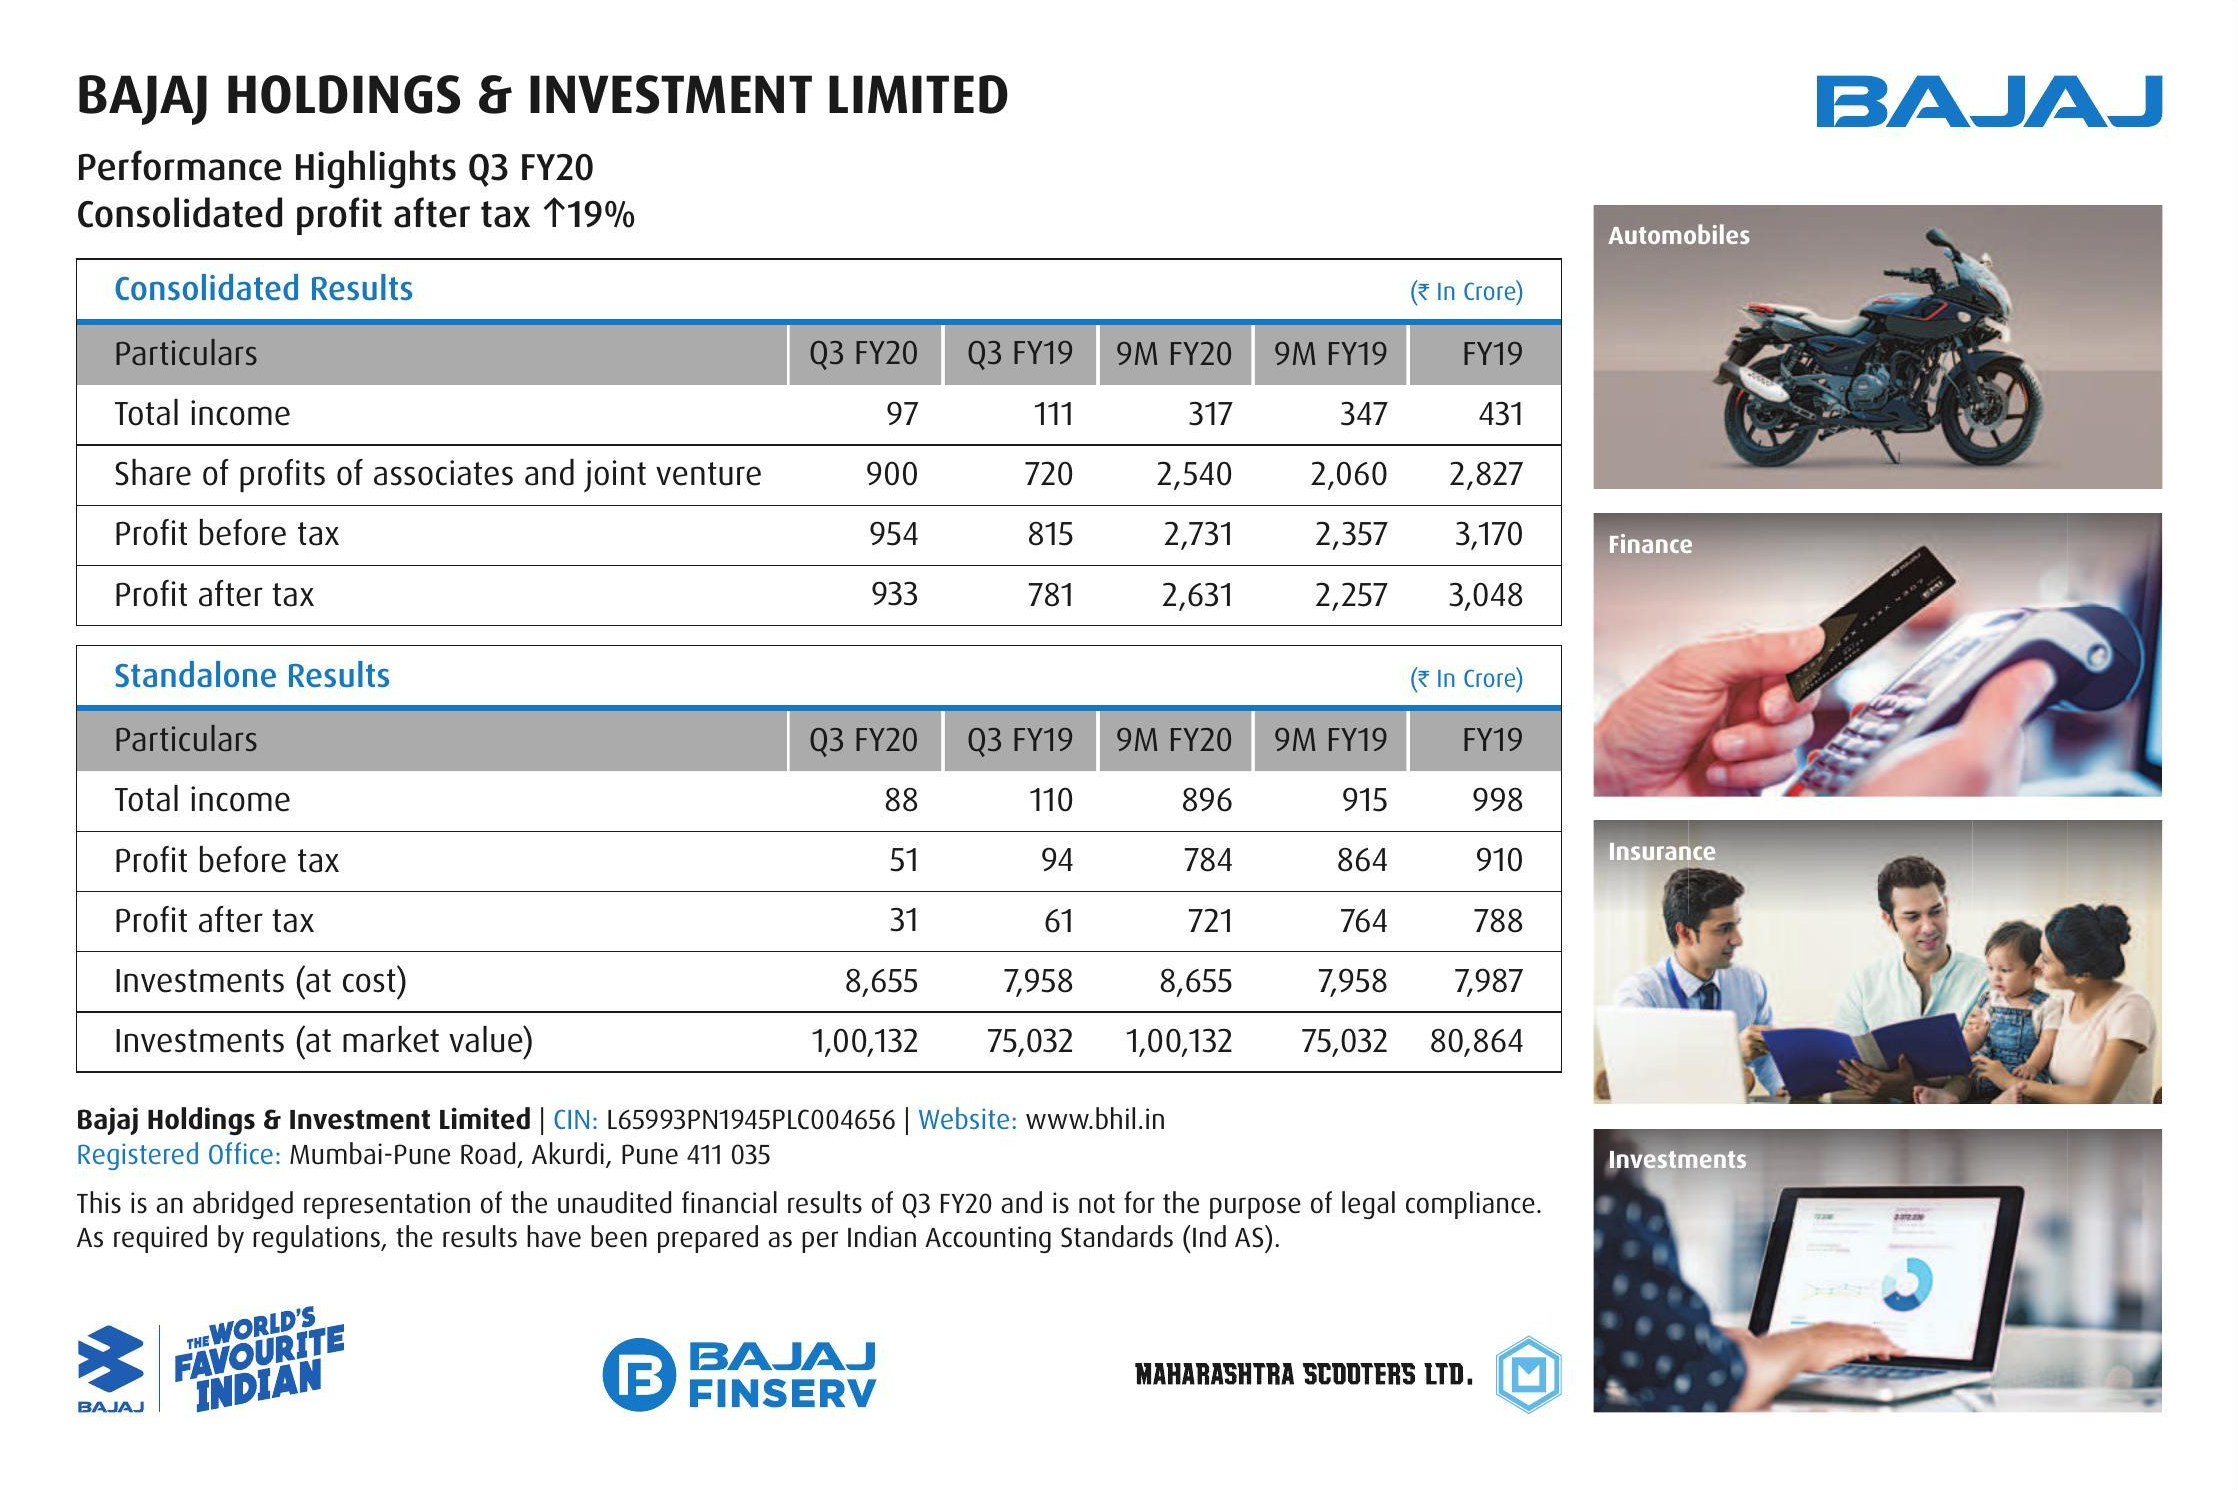 BAJAJ HOLDINGS & INVESTMENT LIMITED
BAJAJ
Performance Highlights Q3 FY20
Consolidated profit after tax ↑19%
Consolidated Results (₹ In Crore)
Particulars Q3 FY20 Q3 FY19 9M FY20 9M FY19 FY19
Total income 97 111 317 347 431
Share of profits of associates and joint venture 900 720 2,540 2,060 2,827
Profit before tax 954 815 2,731 2,357 3,170
Profit after tax 933 781 2,631 2,257 3,048
Standalone Results (₹ In Crore)
Particulars Q3 FY20 Q3 FY19 9M FY20 9M FY19 FY19
Total income 88 110 896 915 998
Profit before tax 51 94 784 864 910
Profit after tax 31 61 721 764 788
Investments (at cost) 8,655 7,958 8,655 7,958 7,987
Investments (at market value) 1,00,132 75,032 1,00,132 75,032 80,864
Bajaj Holdings & Investment Limited | CIN: L65993PN1945PLC004656 | Website: www.bhil.in
Registered Office: Mumbai-Pune Road, Akurdi, Pune 411 035
This is an abridged representation of the unaudited financial results of Q3 FY20 and is not for the purpose of legal compliance.
As required by regulations, the results have been prepared as per Indian Accounting Standards (Ind AS).
BAJAJ
THE WORLD'S
FAVOURITE
INDIAN
BAJAJ
FINSERV
MAHARASHTRA SCOOTERS LTD.
Automobiles
Finance
Insurance
Investments